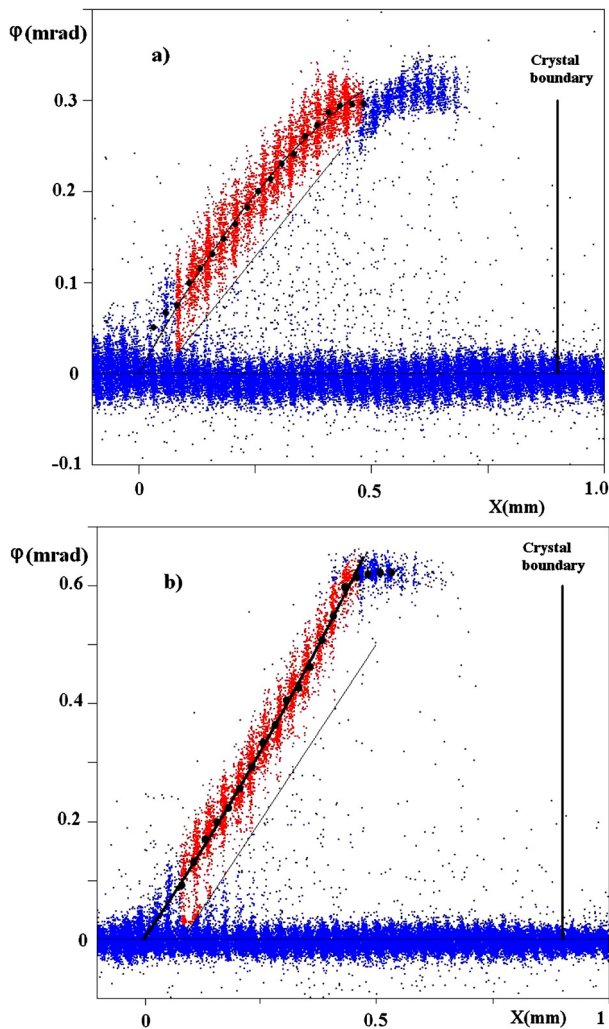 φ(mrad)
a)
Crystal
boundary
0.3
0.2
0.1
0
-0.1
0
0.5
1.0
X(mm)
φ(mrad)
b)
Crystal
boundary
0.6
0.4
0.2
0
0
0.5
X(mm)
1